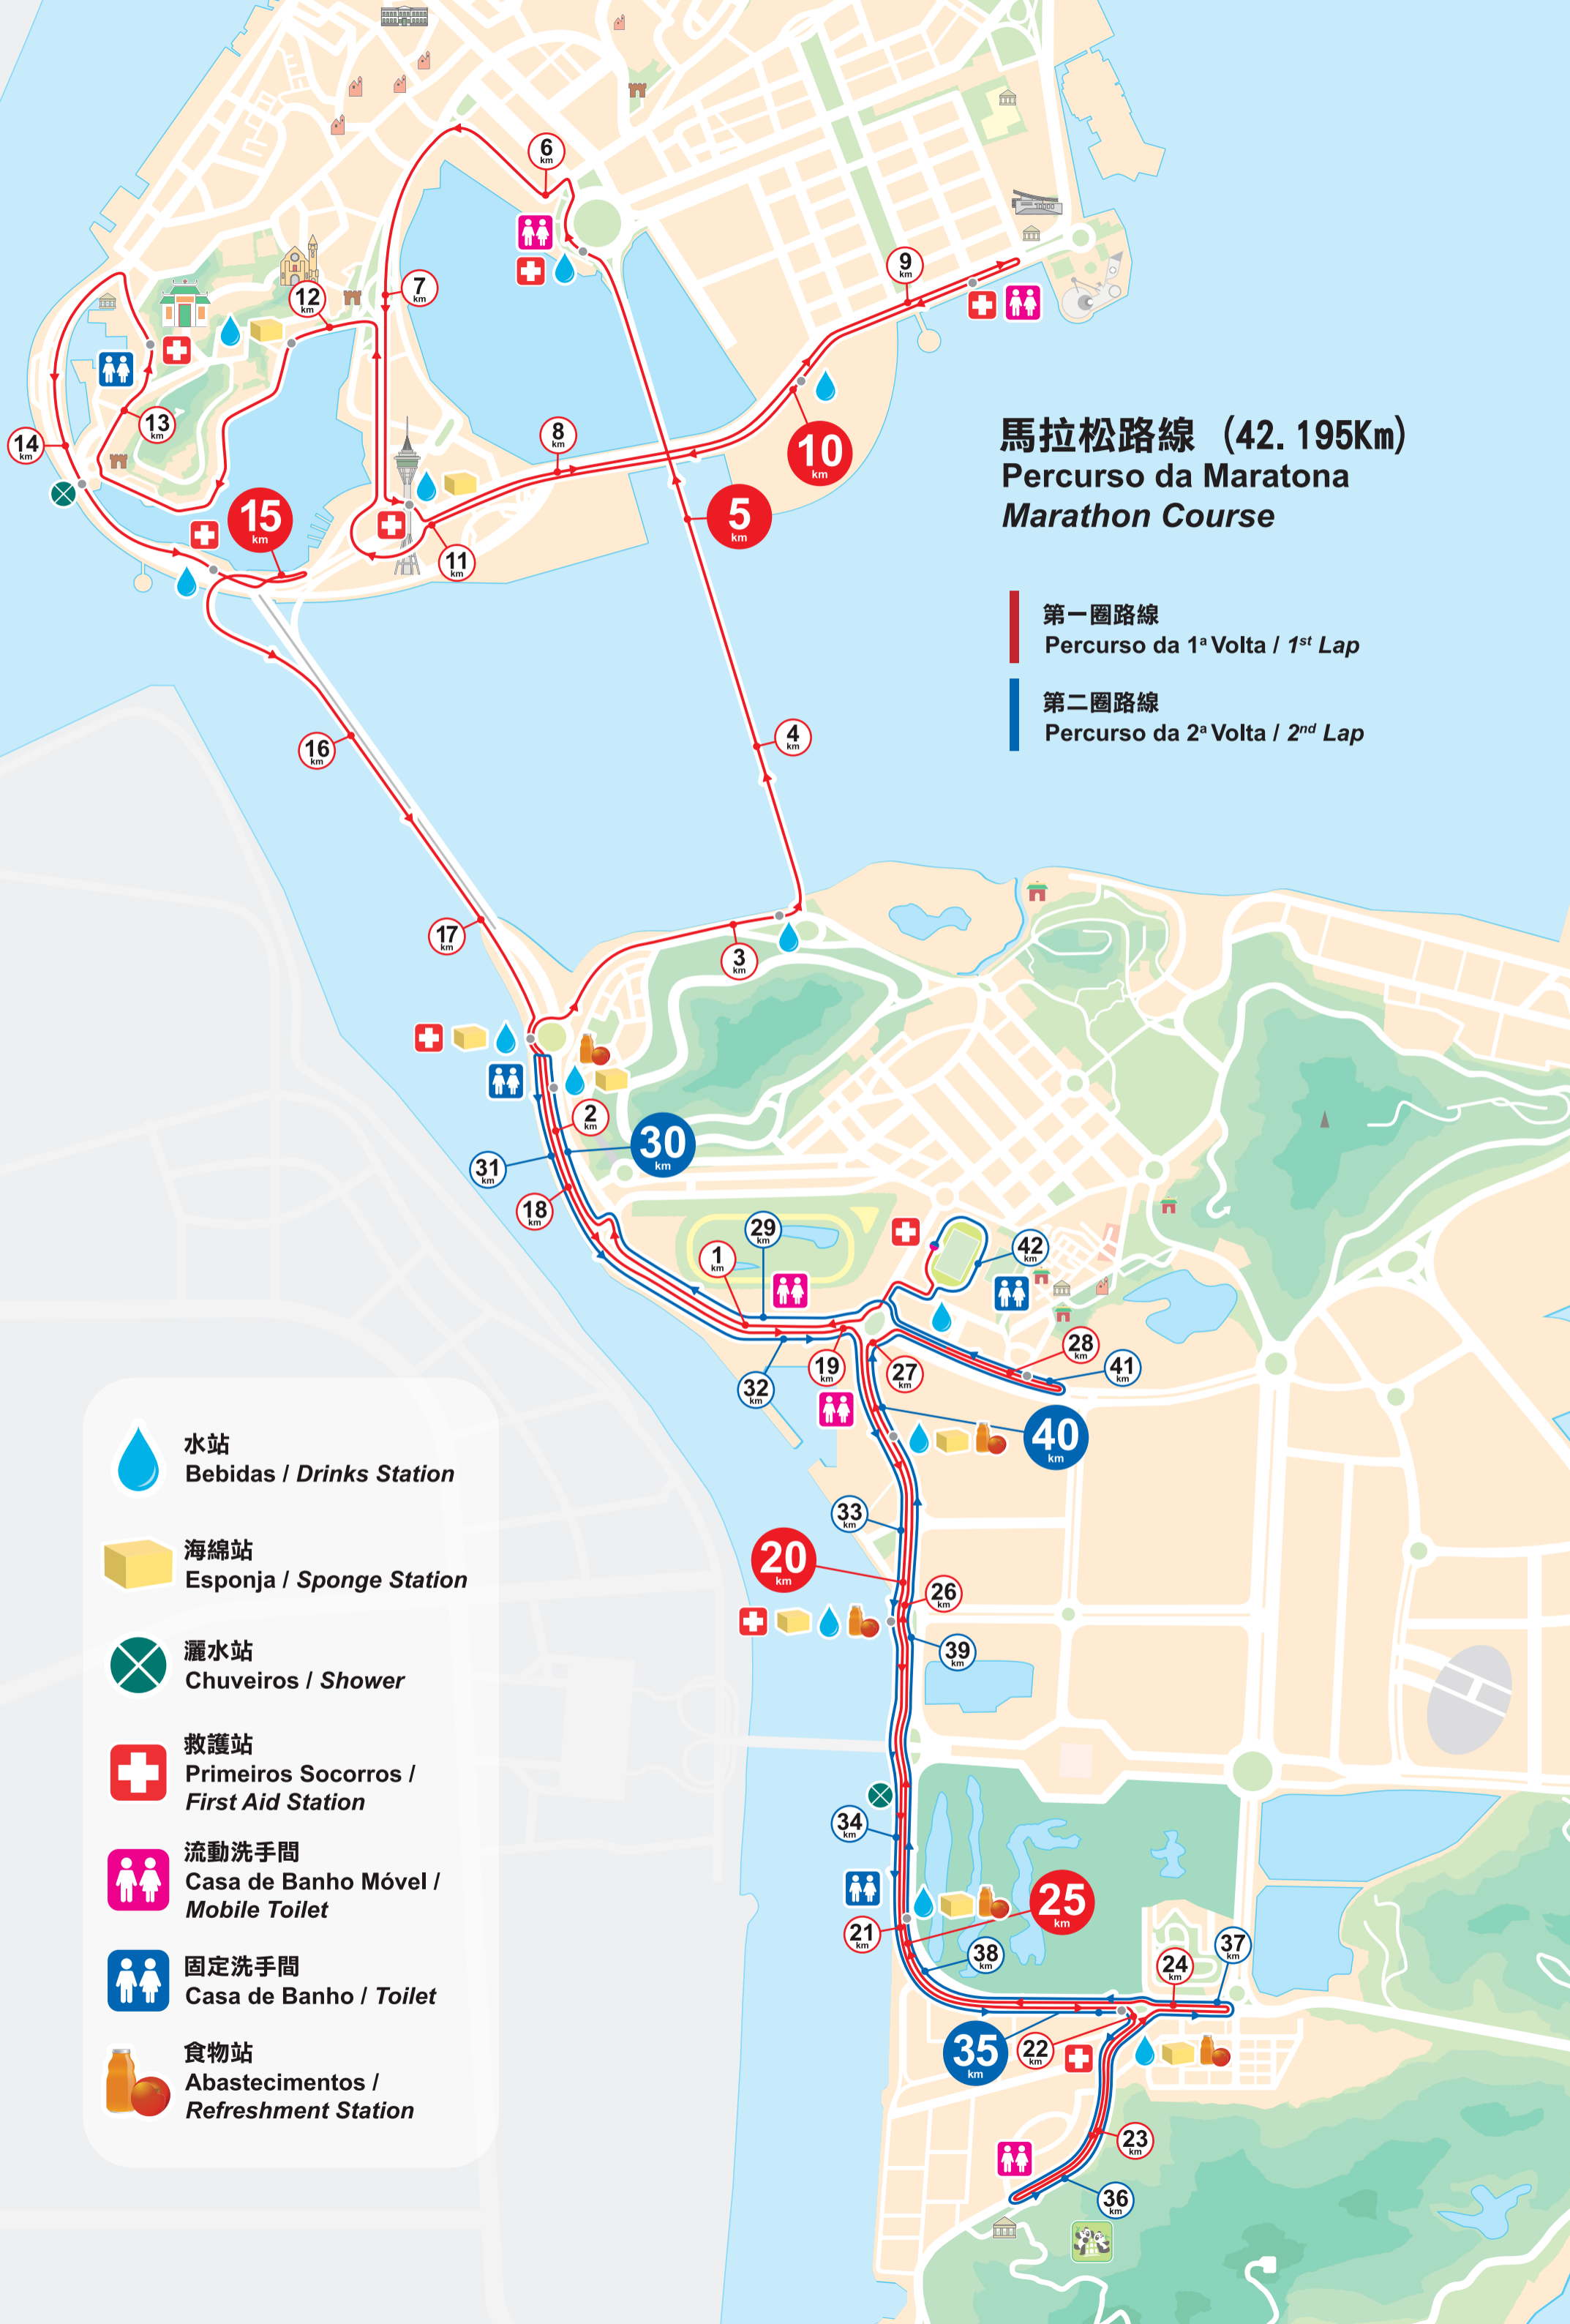 6
km
7
km
9
km
12
km
8
km
13
km
14
km
10
km
馬拉松路線 (42.195Km)
Percurso da Maratona
Marathon Course
15
km
5
km
11
km
第一圈路線
Percurso da 1ª Volta / 1st Lap
第二圈路線
Percurso da 2ª Volta / 2nd Lap
4
km
16
km
17
km
3
km
2
km
30
km
31
km
18
km
29
km
1
km
42
km
28
km
19
km
27
km
41
km
32
km
40
km
33
km
20
km
26
km
39
km
34
km
25
km
21
km
38
km
37
km
24
km
35
km
22
km
23
km
36
km
水站
Bebidas / Drinks Station
海綿站
Esponja / Sponge Station
灑水站
Chuveiros / Shower
救護站
Primeiros Socorros /
First Aid Station
流動洗手間
Casa de Banho Móvel /
Mobile Toilet
固定洗手間
Casa de Banho / Toilet
食物站
Abastecimentos /
Refreshment Station